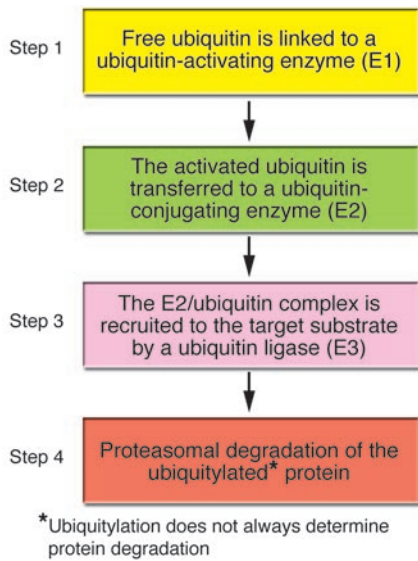 Step 1
Free ubiquitin is linked to a
ubiquitin-activating enzyme (E1)
Step 2
The activated ubiquitin is
transferred to a ubiquitin-
conjugating enzyme (E2)
Step 3
The E2/ubiquitin complex is
recruited to the target substrate
by a ubiquitin ligase (E3)
Step 4
Proteasomal degradation of the
ubiquitylated* protein
*Ubiquitylation does not always determine
protein degradation